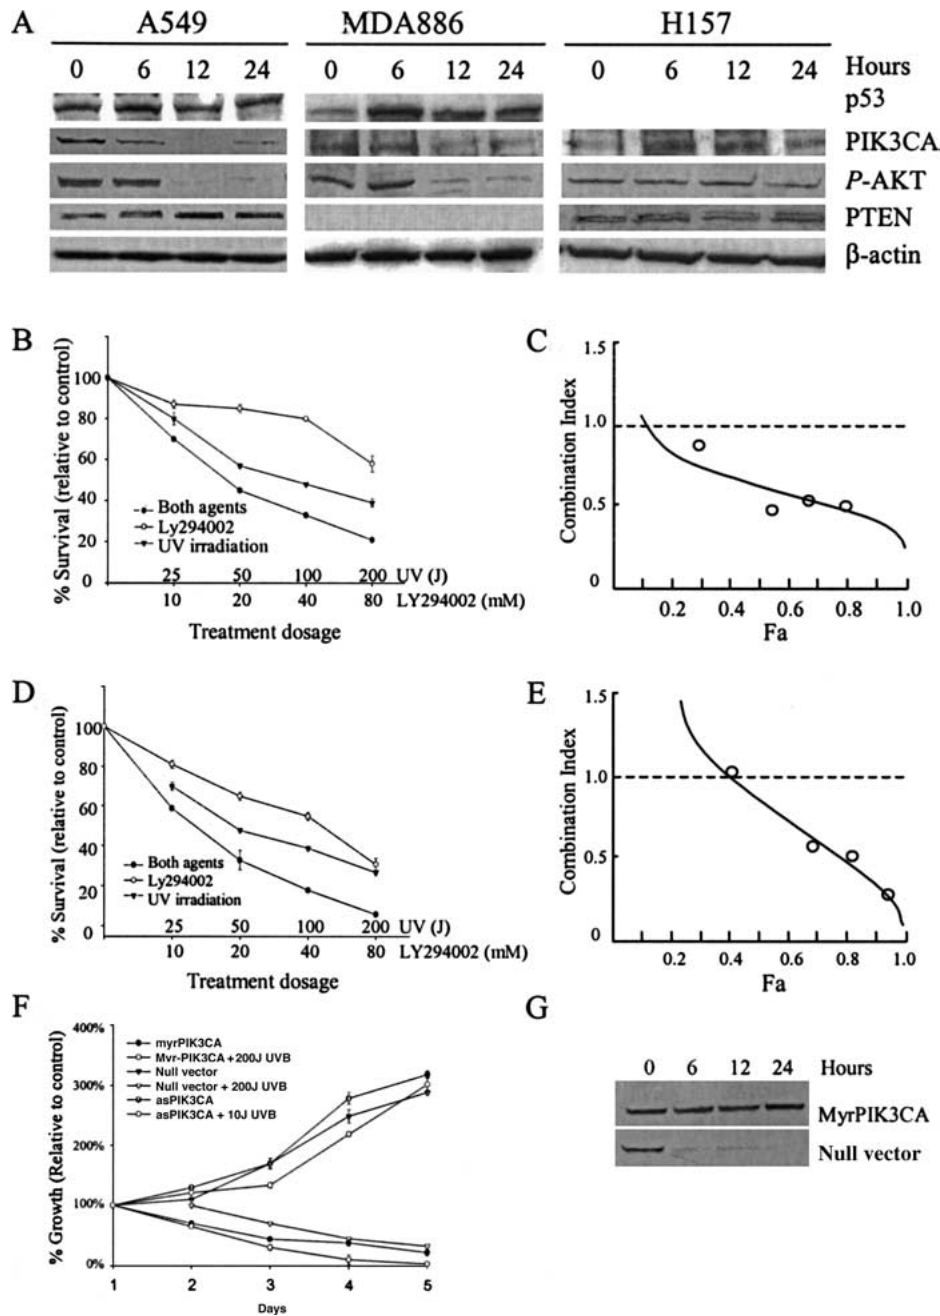 A
A549 MDA886 H157
0 6 12 24 0 6 12 24 0 6 12 24 Hours
p53
PIK3CA
P-AKT
PTEN
β-actin
B
% Survival (relative to control)
100
80
60
40
20
0
Both agents
Ly294002
UV irradiation
25 50 100 200 UV (J)
10 20 40 80 LY294002 (mM)
Treatment dosage
C
Combination Index
1.5
1.0
0.5
0
0.2 0.4 0.6 0.8 1.0
Fa
D
% Survival (relative to control)
100
80
60
40
20
0
Both agents
Ly294002
UV irradiation
25 50 100 200 UV (J)
10 20 40 80 LY294002 (mM)
Treatment dosage
E
Combination Index
1.5
1.0
0.5
0
0.2 0.4 0.6 0.8 1.0
Fa
F
% Growth (Relative to control)
400%
300%
200%
100%
0%
myrPIK3CA
Mvr-PIK3CA +200J UVB
Null vector
Null vector + 200J UVB
asPIK3CA
asPIK3CA + 10J UVB
1 2 3 4 5
Days
G
0 6 12 24 Hours
MyrPIK3CA
Null vector